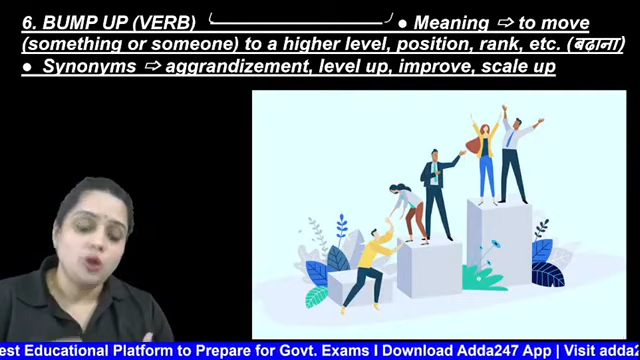 6. BUMP UP (VERB) ╰───────────────╯ ● Meaning ⇨ to move
(something or someone) to a higher level, position, rank, etc. (बढ़ाना)
● Synonyms ⇨ aggrandizement, level up, improve, scale up
est Educational Platform to Prepare for Govt. Exams I Download Adda247 App | Visit adda2